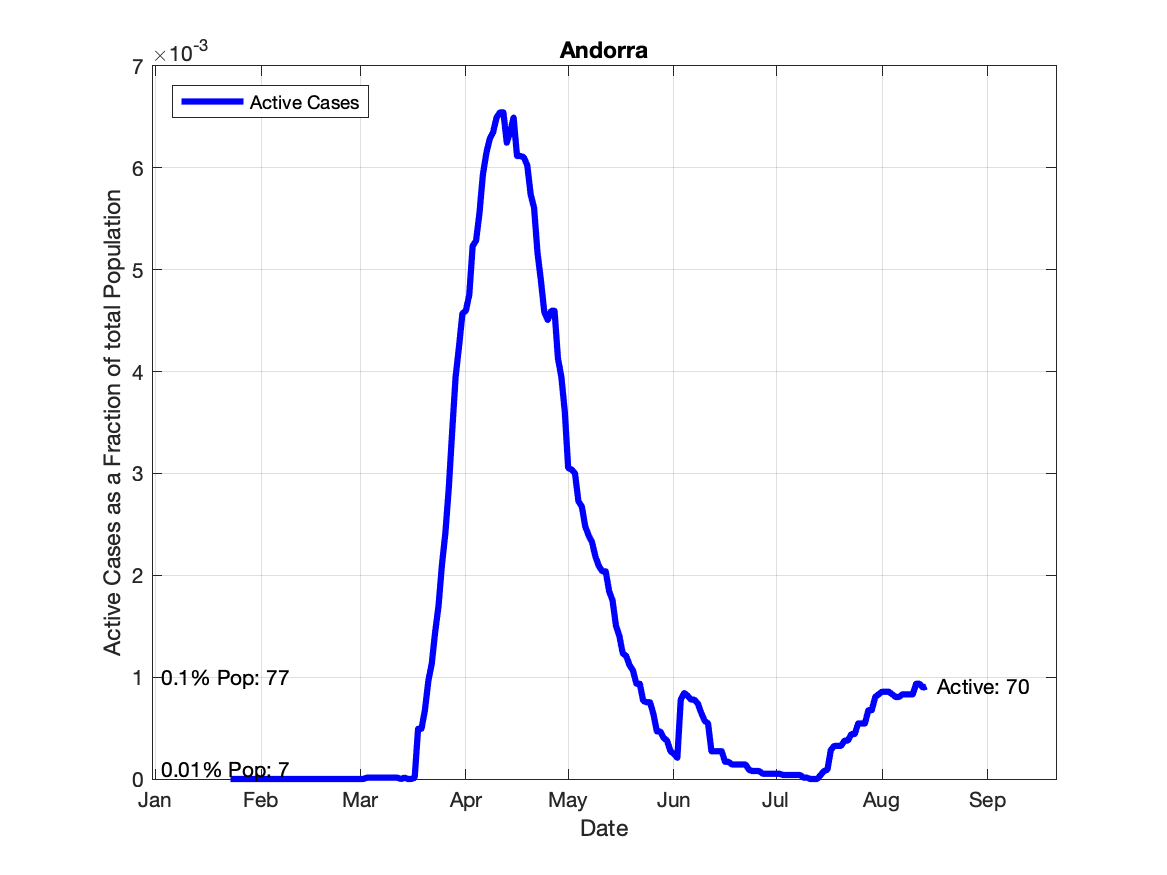 Andorra
×10-3
7
6
5
4
3
2
1
0
Active Cases
0.1% Pop: 77
0.01% Pop: 7
Active: 70
Active Cases as a Fraction of total Population
Jan Feb Mar Apr May Jun Jul Aug Sep
Date